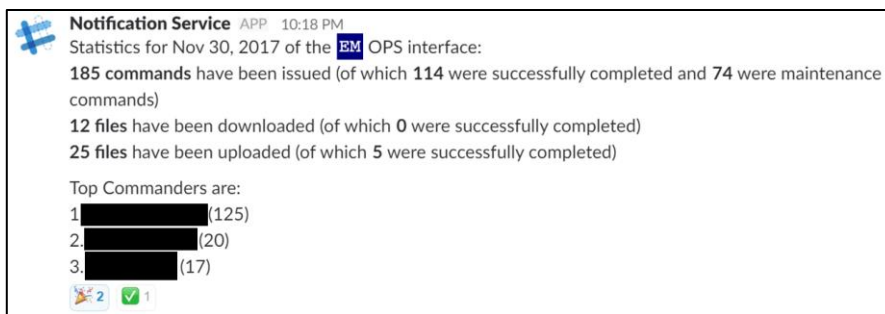 Notification Service APP 10:18 PM
Statistics for Nov 30, 2017 of the EM OPS interface:
185 commands have been issued (of which 114 were successfully completed and 74 were maintenance
commands)
12 files have been downloaded (of which 0 were successfully completed)
25 files have been uploaded (of which 5 were successfully completed)
Top Commanders are:
1 (125)
2. (20)
3. (17)
2 1